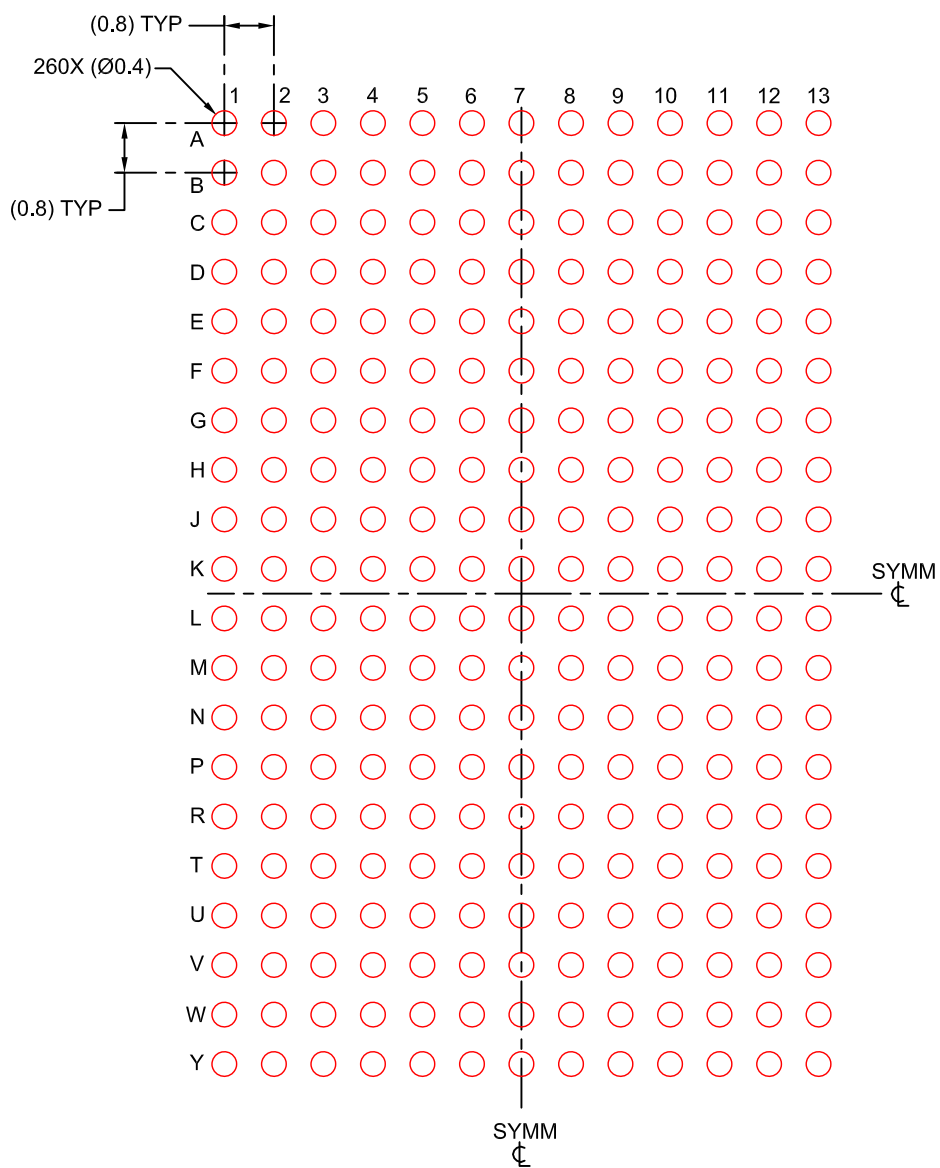 (0.8) TYP
260X (Ø0.4)
1 2 3 4 5 6 7 8 9 10 11 12 13
A
B
(0.8) TYP
C
D
E
F
G
H
J
K
SYMM
℄
L
M
N
P
R
T
U
V
W
Y
SYMM
℄